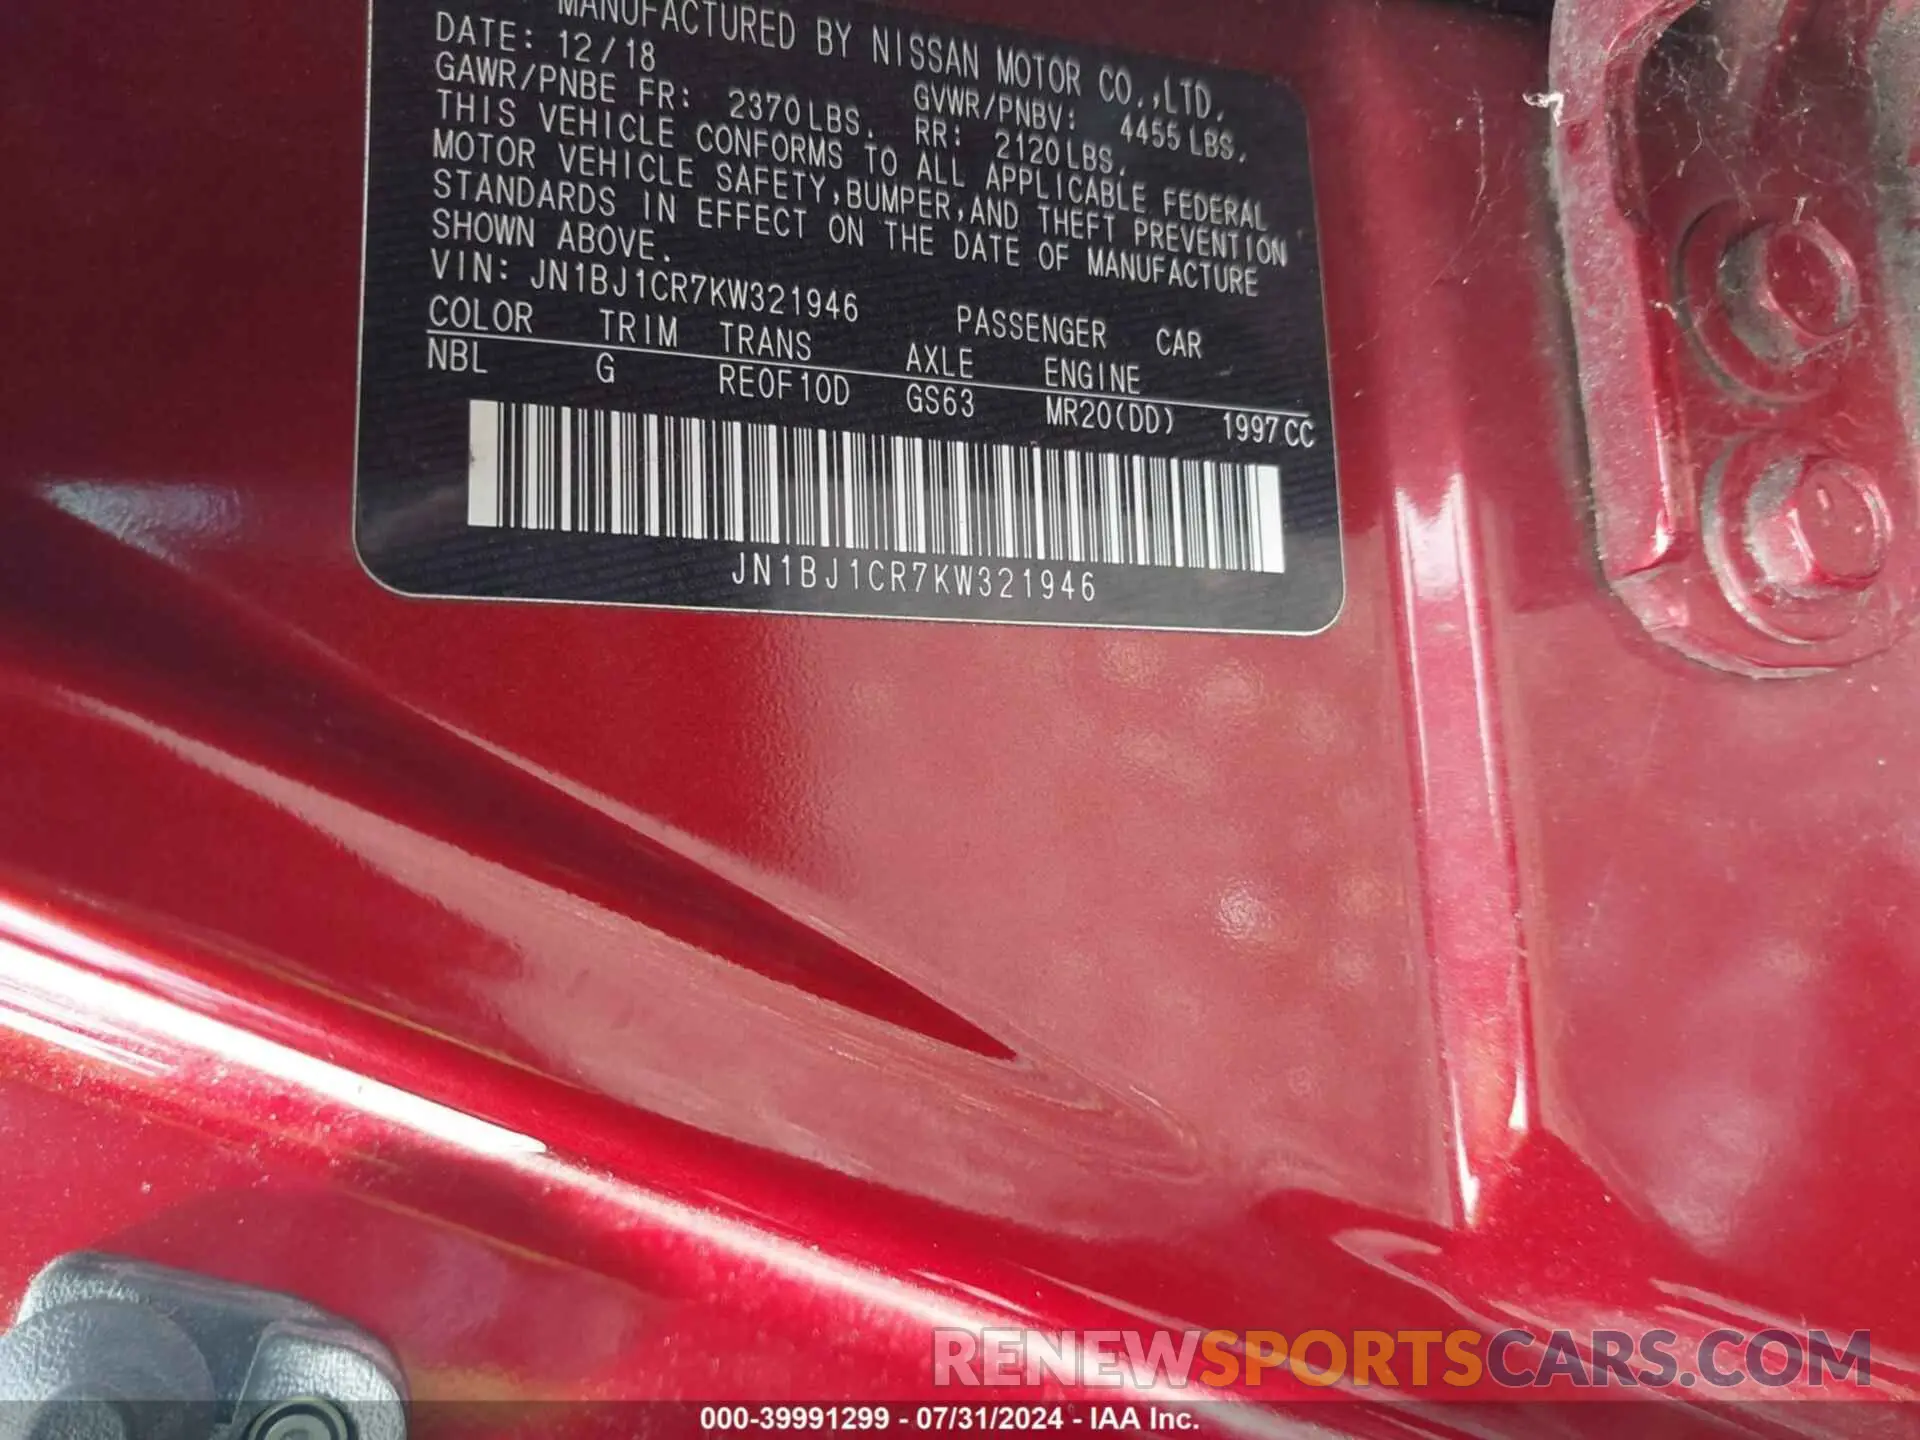 MANUFACTURED BY NISSAN MOTOR CO.,LTD.
DATE: 12/18 GVWR/PNBV: 4455 LBS.
GAWR/PNBE FR: 2370LBS. RR: 2120LBS.
THIS VEHICLE CONFORMS TO ALL APPLICABLE FEDERAL
MOTOR VEHICLE SAFETY,BUMPER,AND THEFT PREVENTION
STANDARDS IN EFFECT ON THE DATE OF MANUFACTURE
SHOWN ABOVE.
VIN: JN1BJ1CR7KW321946 PASSENGER CAR
COLOR TRIM TRANS AXLE ENGINE
NBL G RE0F10D GS63 MR20(DD) 1997CC
JN1BJ1CR7KW321946
RENEWSPORTSCARS.COM
000-39991299 - 07/31/2024 - IAA Inc.